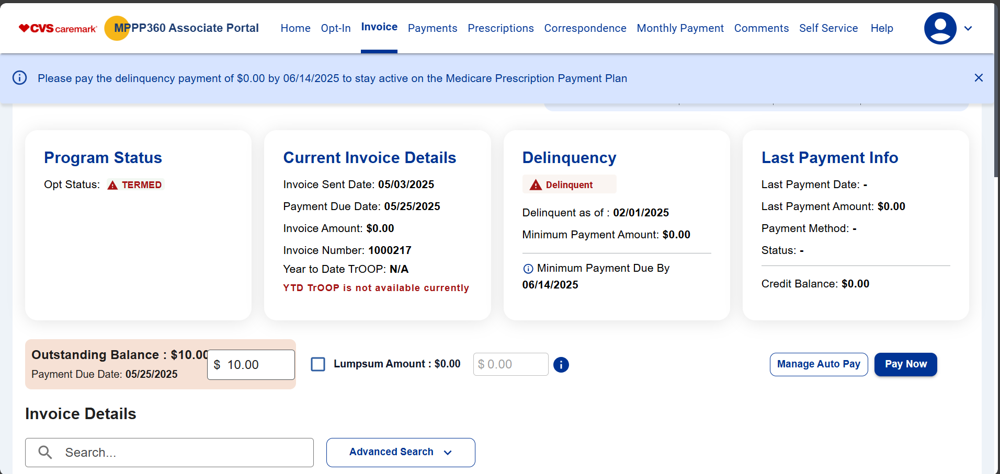 CVS caremark MPPP360 Associate Portal Home Opt-In Invoice Payments Prescriptions Correspondence Monthly Payment Comments Self Service Help
Please pay the delinquency payment of $0.00 by 06/14/2025 to stay active on the Medicare Prescription Payment Plan
Program Status
Opt Status: TERMED
Current Invoice Details
Invoice Sent Date: 05/03/2025
Payment Due Date: 05/25/2025
Invoice Amount: $0.00
Invoice Number: 1000217
Year to Date TrOOP: N/A
YTD TrOOP is not available currently
Delinquency
Delinquent
Delinquent as of : 02/01/2025
Minimum Payment Amount: $0.00
Minimum Payment Due By
06/14/2025
Last Payment Info
Last Payment Date: -
Last Payment Amount: $0.00
Payment Method: -
Status: -
Credit Balance: $0.00
Outstanding Balance : $10.00
Payment Due Date: 05/25/2025
$ 10.00
Lumpsum Amount : $0.00
$ 0.00
Manage Auto Pay
Pay Now
Invoice Details
Search...
Advanced Search